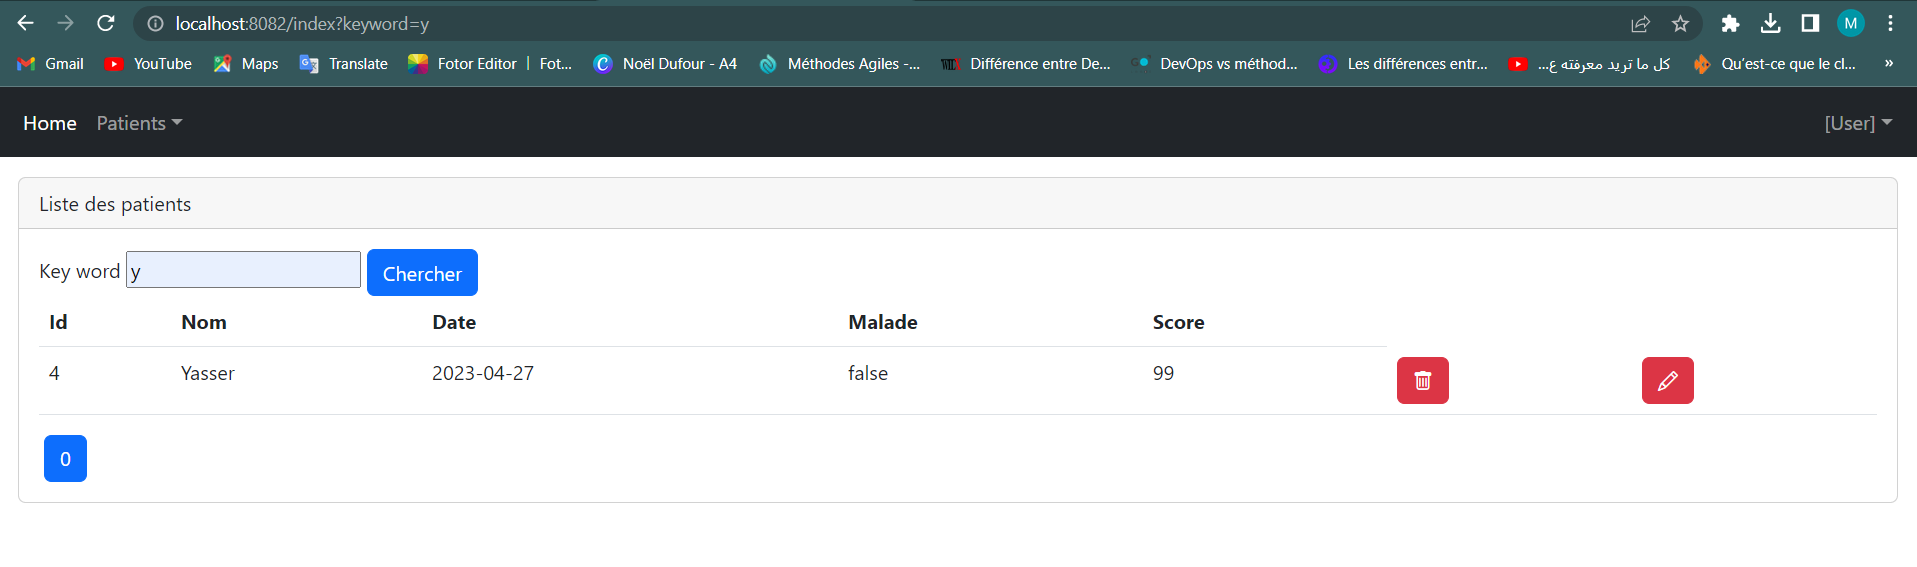 localhost:8082/index?keyword=y
M
Gmail YouTube Maps Translate Fotor Editor | Fot... Noël Dufour - A4 Méthodes Agiles -... Différence entre De... DevOps vs méthod... Les différences entr... كل ما تريد معرفته ع... Qu'est-ce que le cl... »
Home Patients [User]
Liste des patients
Key word y Chercher
Id Nom Date Malade Score
4 Yasser 2023-04-27 false 99
0